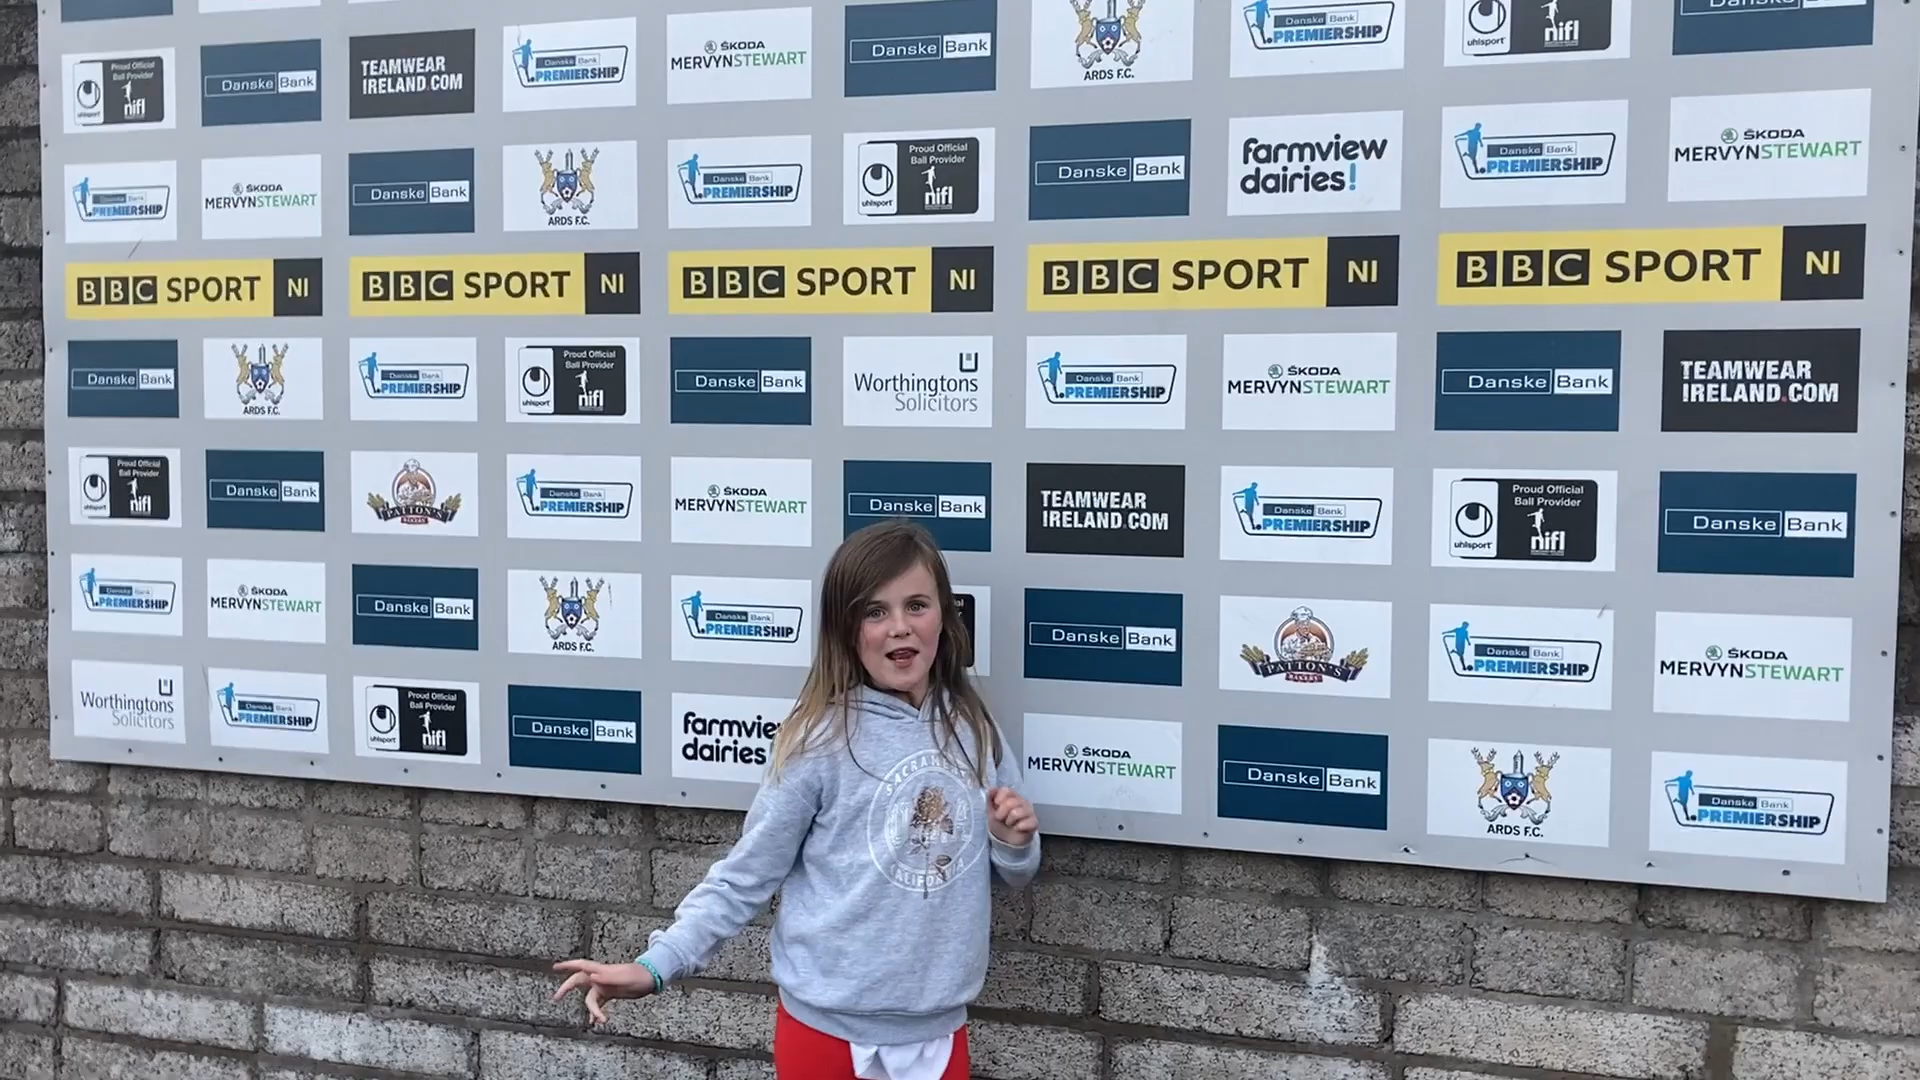 Danske Bank
Proud Official
Ball Provider
uhlsport
nifl
Danske Bank
TEAMWEAR
IRELAND.COM
Danske Bank
PREMIERSHIP
ŠKODA
MERVYNSTEWART
Danske Bank
ARDS F.C.
Danske Bank
PREMIERSHIP
uhlsport
nifl
Danske Bank
PREMIERSHIP
ŠKODA
MERVYNSTEWART
Danske Bank
ARDS F.C.
Danske Bank
PREMIERSHIP
Proud Official
Ball Provider
uhlsport
nifl
Danske Bank
farmview
dairies!
Danske Bank
PREMIERSHIP
ŠKODA
MERVYNSTEWART
BBC SPORT NI
BBC SPORT NI
BBC SPORT NI
BBC SPORT NI
BBC SPORT NI
Danske Bank
ARDS F.C.
Danske Bank
PREMIERSHIP
Proud Official
Ball Provider
uhlsport
nifl
Danske Bank
Worthingtons
Solicitors
Danske Bank
PREMIERSHIP
ŠKODA
MERVYNSTEWART
Danske Bank
TEAMWEAR
IRELAND.COM
Proud Official
Ball Provider
uhlsport
nifl
Danske Bank
PATTON'S
BAKERY
Danske Bank
PREMIERSHIP
ŠKODA
MERVYNSTEWART
Danske Bank
TEAMWEAR
IRELAND.COM
Danske Bank
PREMIERSHIP
Proud Official
Ball Provider
uhlsport
nifl
Danske Bank
Danske Bank
PREMIERSHIP
ŠKODA
MERVYNSTEWART
Danske Bank
ARDS F.C.
Danske Bank
PREMIERSHIP
Danske Bank
PATTON'S
BAKERY
Danske Bank
PREMIERSHIP
ŠKODA
MERVYNSTEWART
Worthingtons
Solicitors
Danske Bank
PREMIERSHIP
Proud Official
Ball Provider
uhlsport
nifl
Danske Bank
farmview
dairies
ŠKODA
MERVYNSTEWART
Danske Bank
ARDS F.C.
Danske Bank
PREMIERSHIP
CALIFORNIA